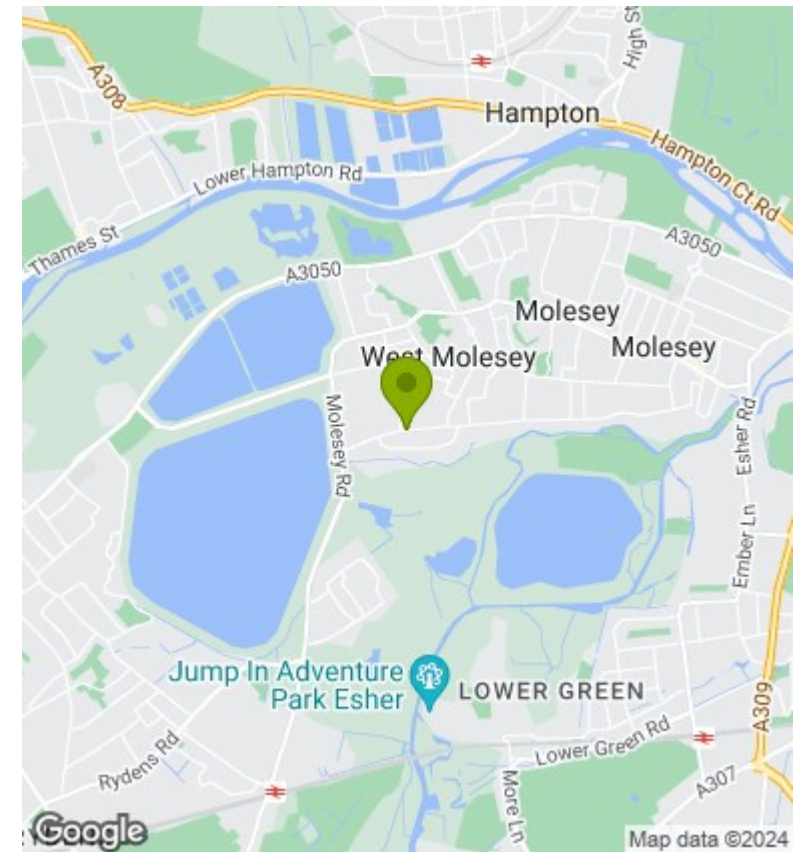 High St
A308
Hampton
Hampton Ct Rd
Lower Hampton Rd
Thames St
A3050
A3050
Molesey
West Molesey
Molesey
Molesey Rd
Esher Rd
Ember Ln
Jump In Adventure
Park Esher
LOWER GREEN
A309
Rydens Rd
Lower Green Rd
More Ln
A307
Google
Map data ©2024